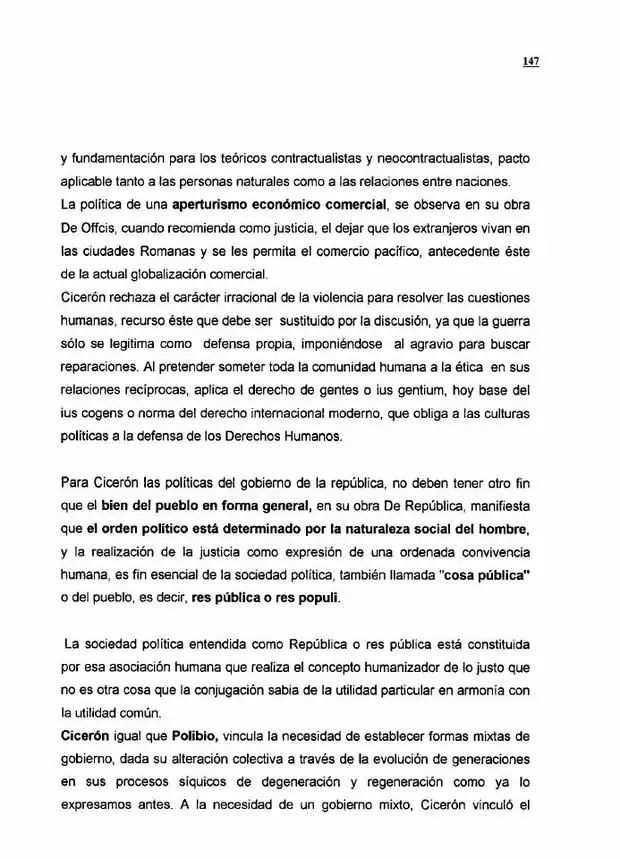 147
y fundamentación para los teóricos contractualistas y neocontractualistas, pacto
aplicable tanto a las personas naturales como a las relaciones entre naciones.
La política de una aperturismo económico comercial, se observa en su obra
De Offcis, cuando recomienda como justicia, el dejar que los extranjeros vivan en
las ciudades Romanas y se les permita el comercio pacífico, antecedente éste
de la actual globalización comercial.
Cicerón rechaza el carácter irracional de la violencia para resolver las cuestiones
humanas, recurso éste que debe ser sustituido por la discusión, ya que la guerra
sólo se legitima como defensa propia, imponiéndose al agravio para buscar
reparaciones. Al pretender someter toda la comunidad humana a la ética en sus
relaciones recíprocas, aplica el derecho de gentes o ius gentium, hoy base del
ius cogens o norma del derecho internacional moderno, que obliga a las culturas
políticas a la defensa de los Derechos Humanos.
Para Cicerón las políticas del gobierno de la república, no deben tener otro fin
que el bien del pueblo en forma general, en su obra De República, manifiesta
que el orden político está determinado por la naturaleza social del hombre,
y la realización de la justicia como expresión de una ordenada convivencia
humana, es fin esencial de la sociedad política, también llamada "cosa pública"
o del pueblo, es decir, res pública o res populi.
La sociedad política entendida como República o res pública está constituida
por esa asociación humana que realiza el concepto humanizador de lo justo que
no es otra cosa que la conjugación sabia de la utilidad particular en armonía con
la utilidad común.
Cicerón igual que Polibio, vincula la necesidad de establecer formas mixtas de
gobierno, dada su alteración colectiva a través de la evolución de generaciones
en sus procesos síquicos de degeneración y regeneración como ya lo
expresamos antes. A la necesidad de un gobierno mixto, Cicerón vinculó el